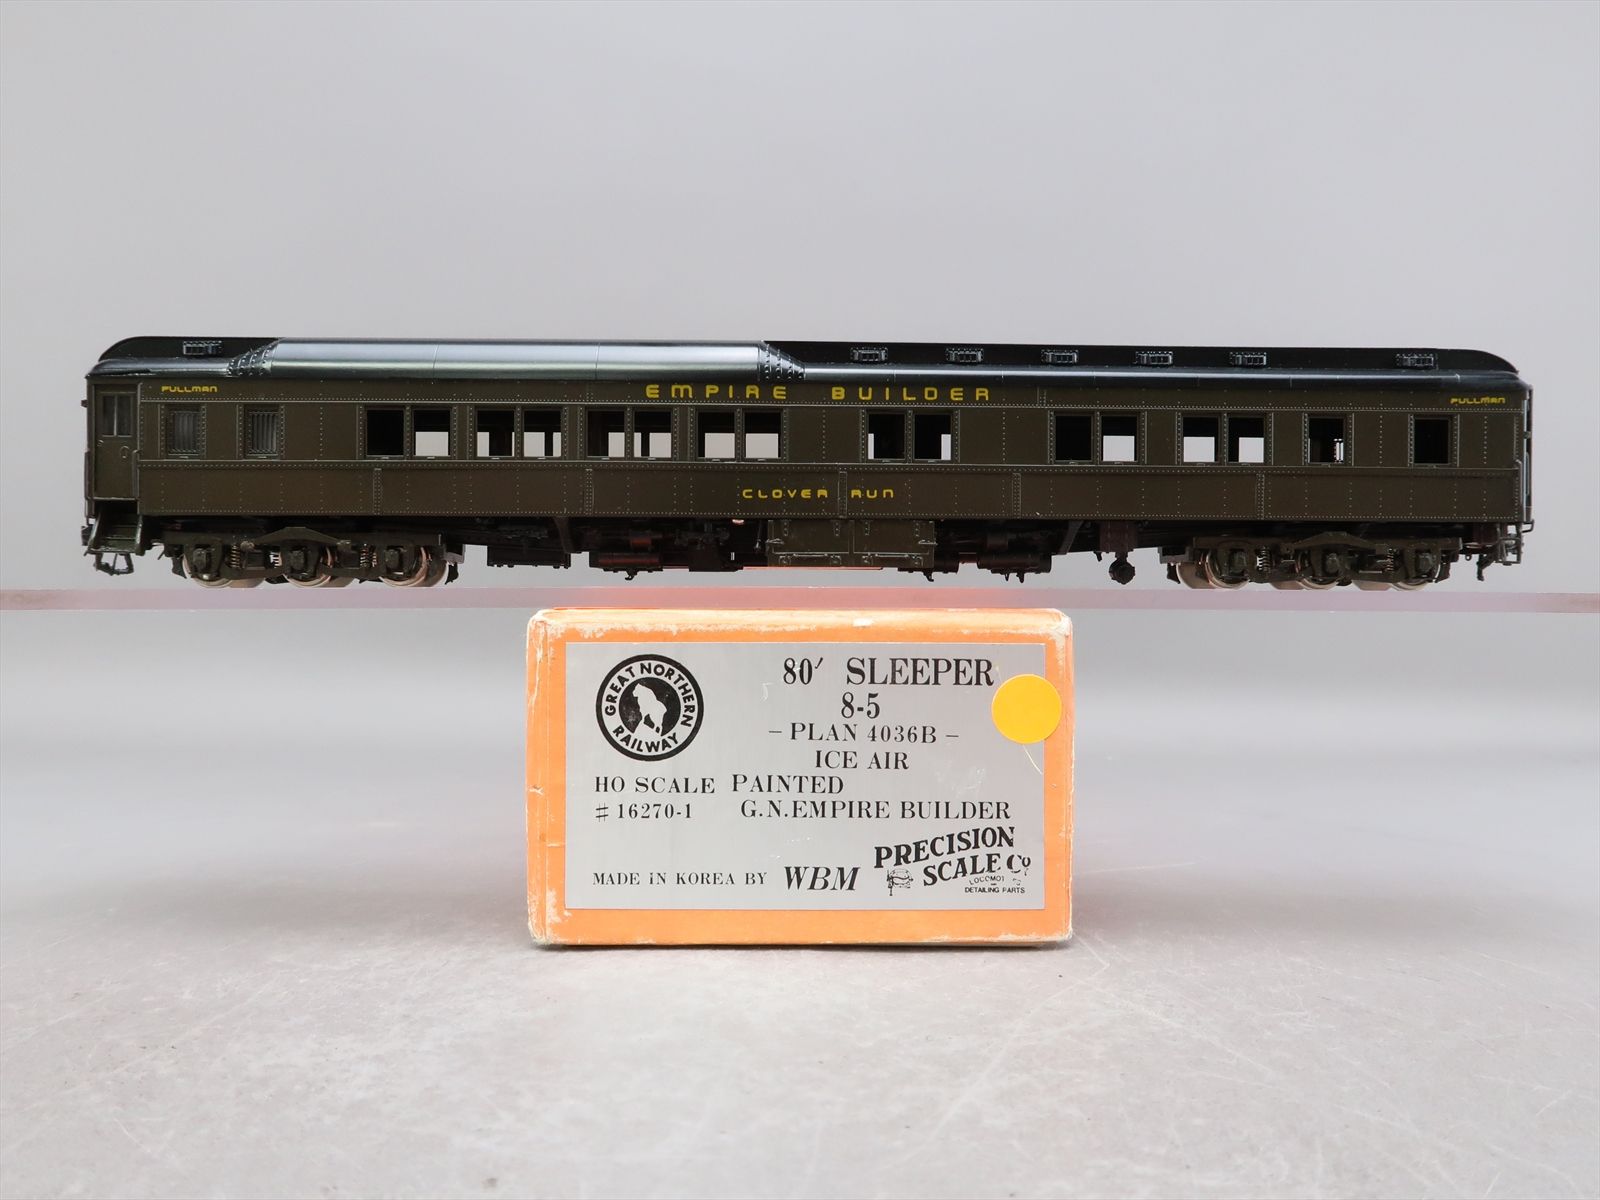 PULLMAN EMPIRE BUILDER PULLMAN
CLOVER RUN
GREAT NORTHERN RAILWAY
80' SLEEPER
8-5
- PLAN 4036B -
ICE AIR
HO SCALE PAINTED
# 16270-1 G.N.EMPIRE BUILDER
PRECISION
SCALE Co
MADE IN KOREA BY WBM
DETAILING PARTS